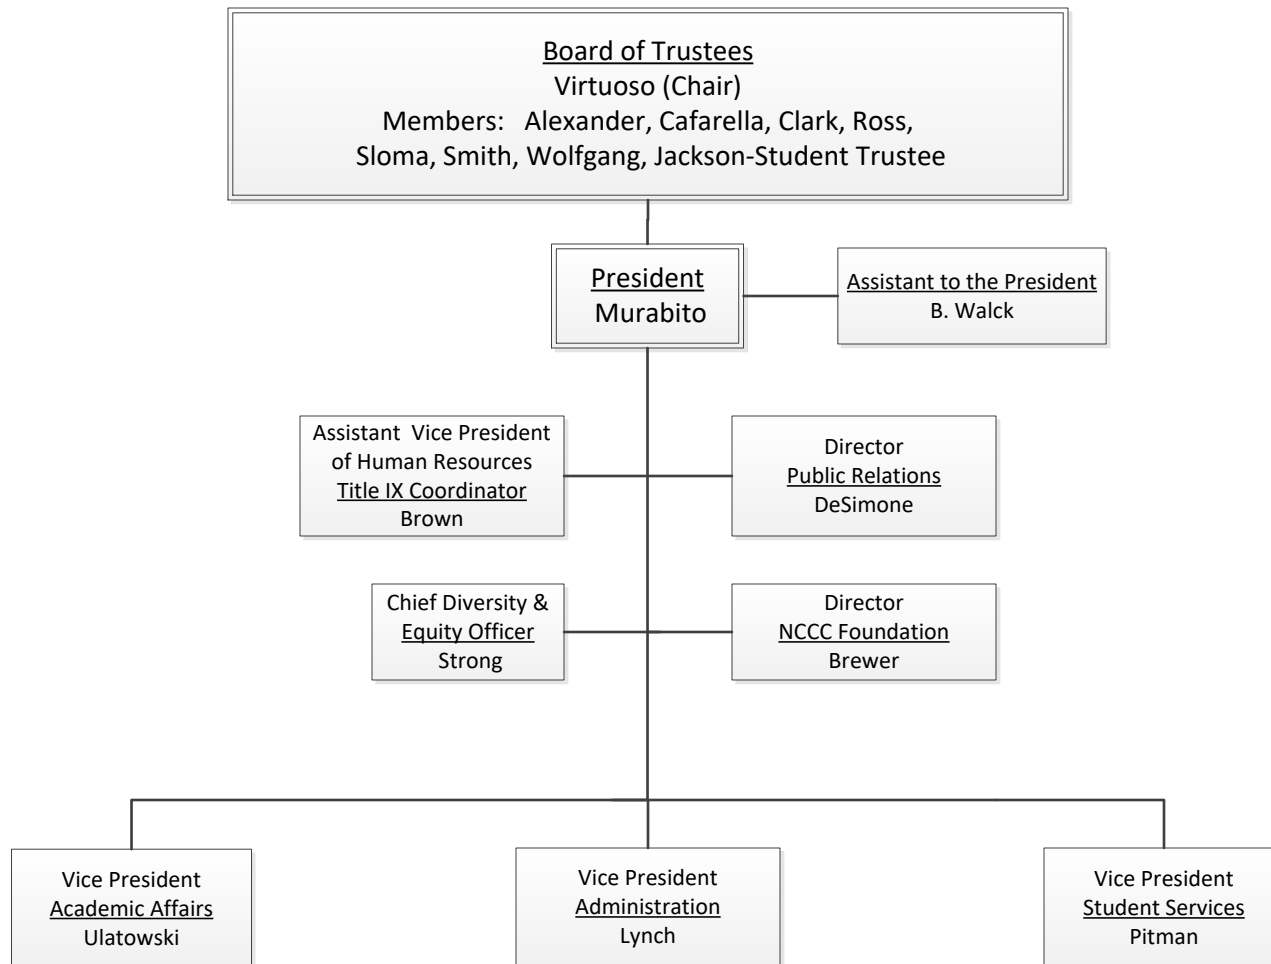 Board of Trustees
Virtuoso (Chair)
Members:   Alexander, Cafarella, Clark, Ross,
Sloma, Smith, Wolfgang, Jackson-Student Trustee
President
Murabito
Assistant to the President
B. Walck
Assistant  Vice President
of Human Resources
Title IX Coordinator
Brown
Director
Public Relations
DeSimone
Chief Diversity &
Equity Officer
Strong
Director
NCCC Foundation
Brewer
Vice President
Academic Affairs
Ulatowski
Vice President
Administration
Lynch
Vice President
Student Services
Pitman